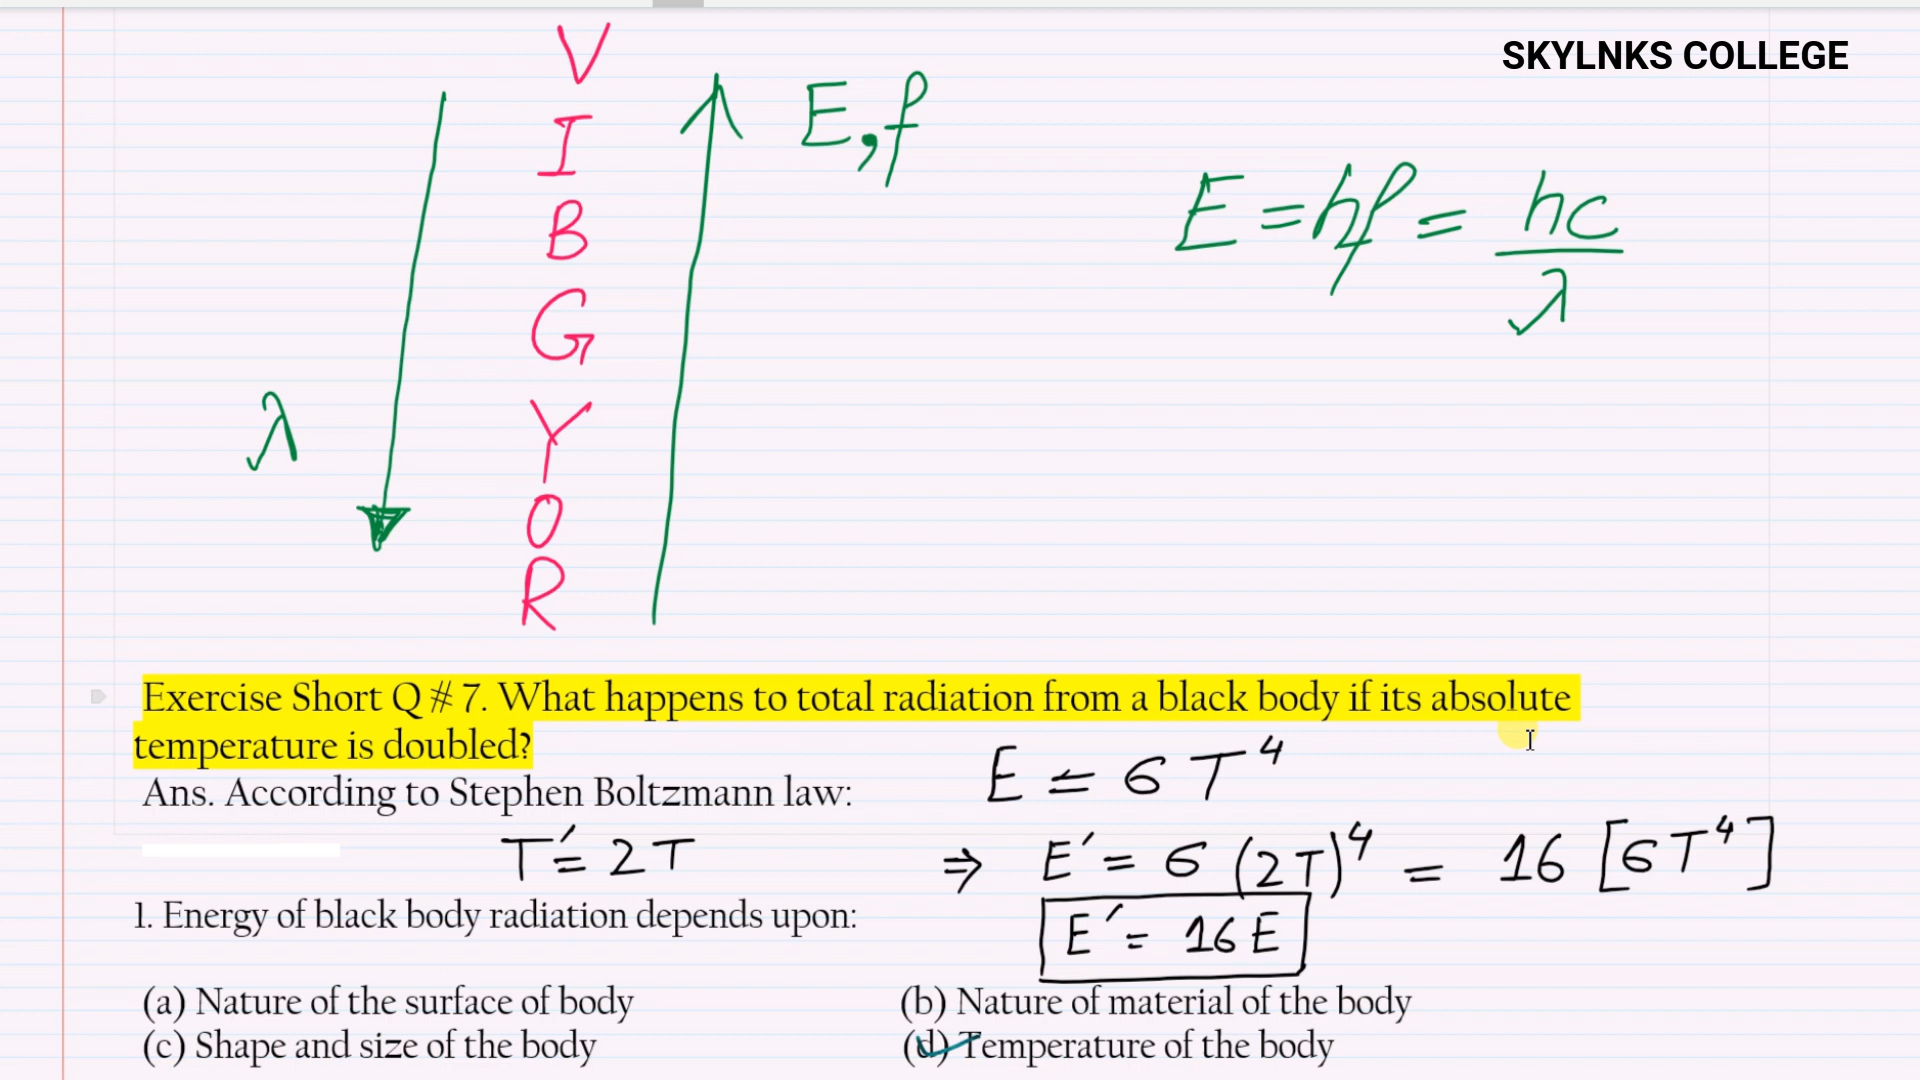 SKYLNKS COLLEGE
V
I
B
G
Y
O
R
λ
E, f
E = hf = hc/λ
Exercise Short Q # 7. What happens to total radiation from a black body if its absolute
temperature is doubled?
Ans. According to Stephen Boltzmann law:
E = σT⁴
T′ = 2T
⇒ E′ = σ(2T)⁴ = 16[σT⁴]
E′ = 16E
1. Energy of black body radiation depends upon:
(a) Nature of the surface of body (b) Nature of material of the body
(c) Shape and size of the body (d) Temperature of the body